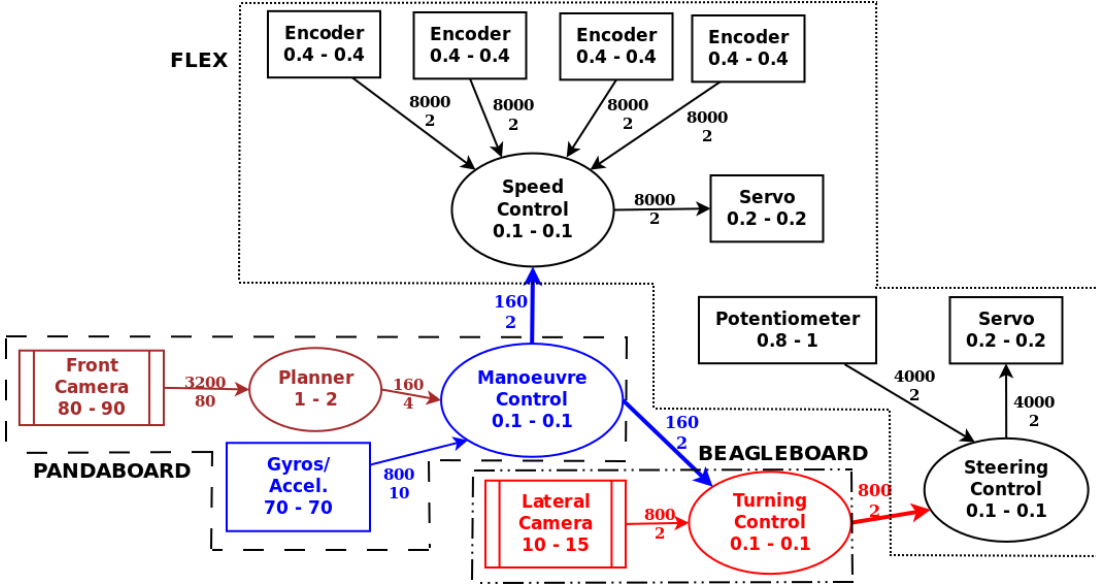 FLEX
Encoder
0.4 - 0.4
Encoder
0.4 - 0.4
Encoder
0.4 - 0.4
Encoder
0.4 - 0.4
8000
2
8000
2
8000
2
8000
2
Speed
Control
0.1 - 0.1
8000
2
Servo
0.2 - 0.2
160
2
Potentiometer
0.8 - 1
Servo
0.2 - 0.2
Front
Camera
80 - 90
3200
80
Planner
1 - 2
160
4
Manoeuvre
Control
0.1 - 0.1
4000
2
4000
2
160
2
PANDABOARD
Gyros/
Accel.
70 - 70
800
10
BEAGLEBOARD
Lateral
Camera
10 - 15
800
2
Turning
Control
0.1 - 0.1
800
2
Steering
Control
0.1 - 0.1